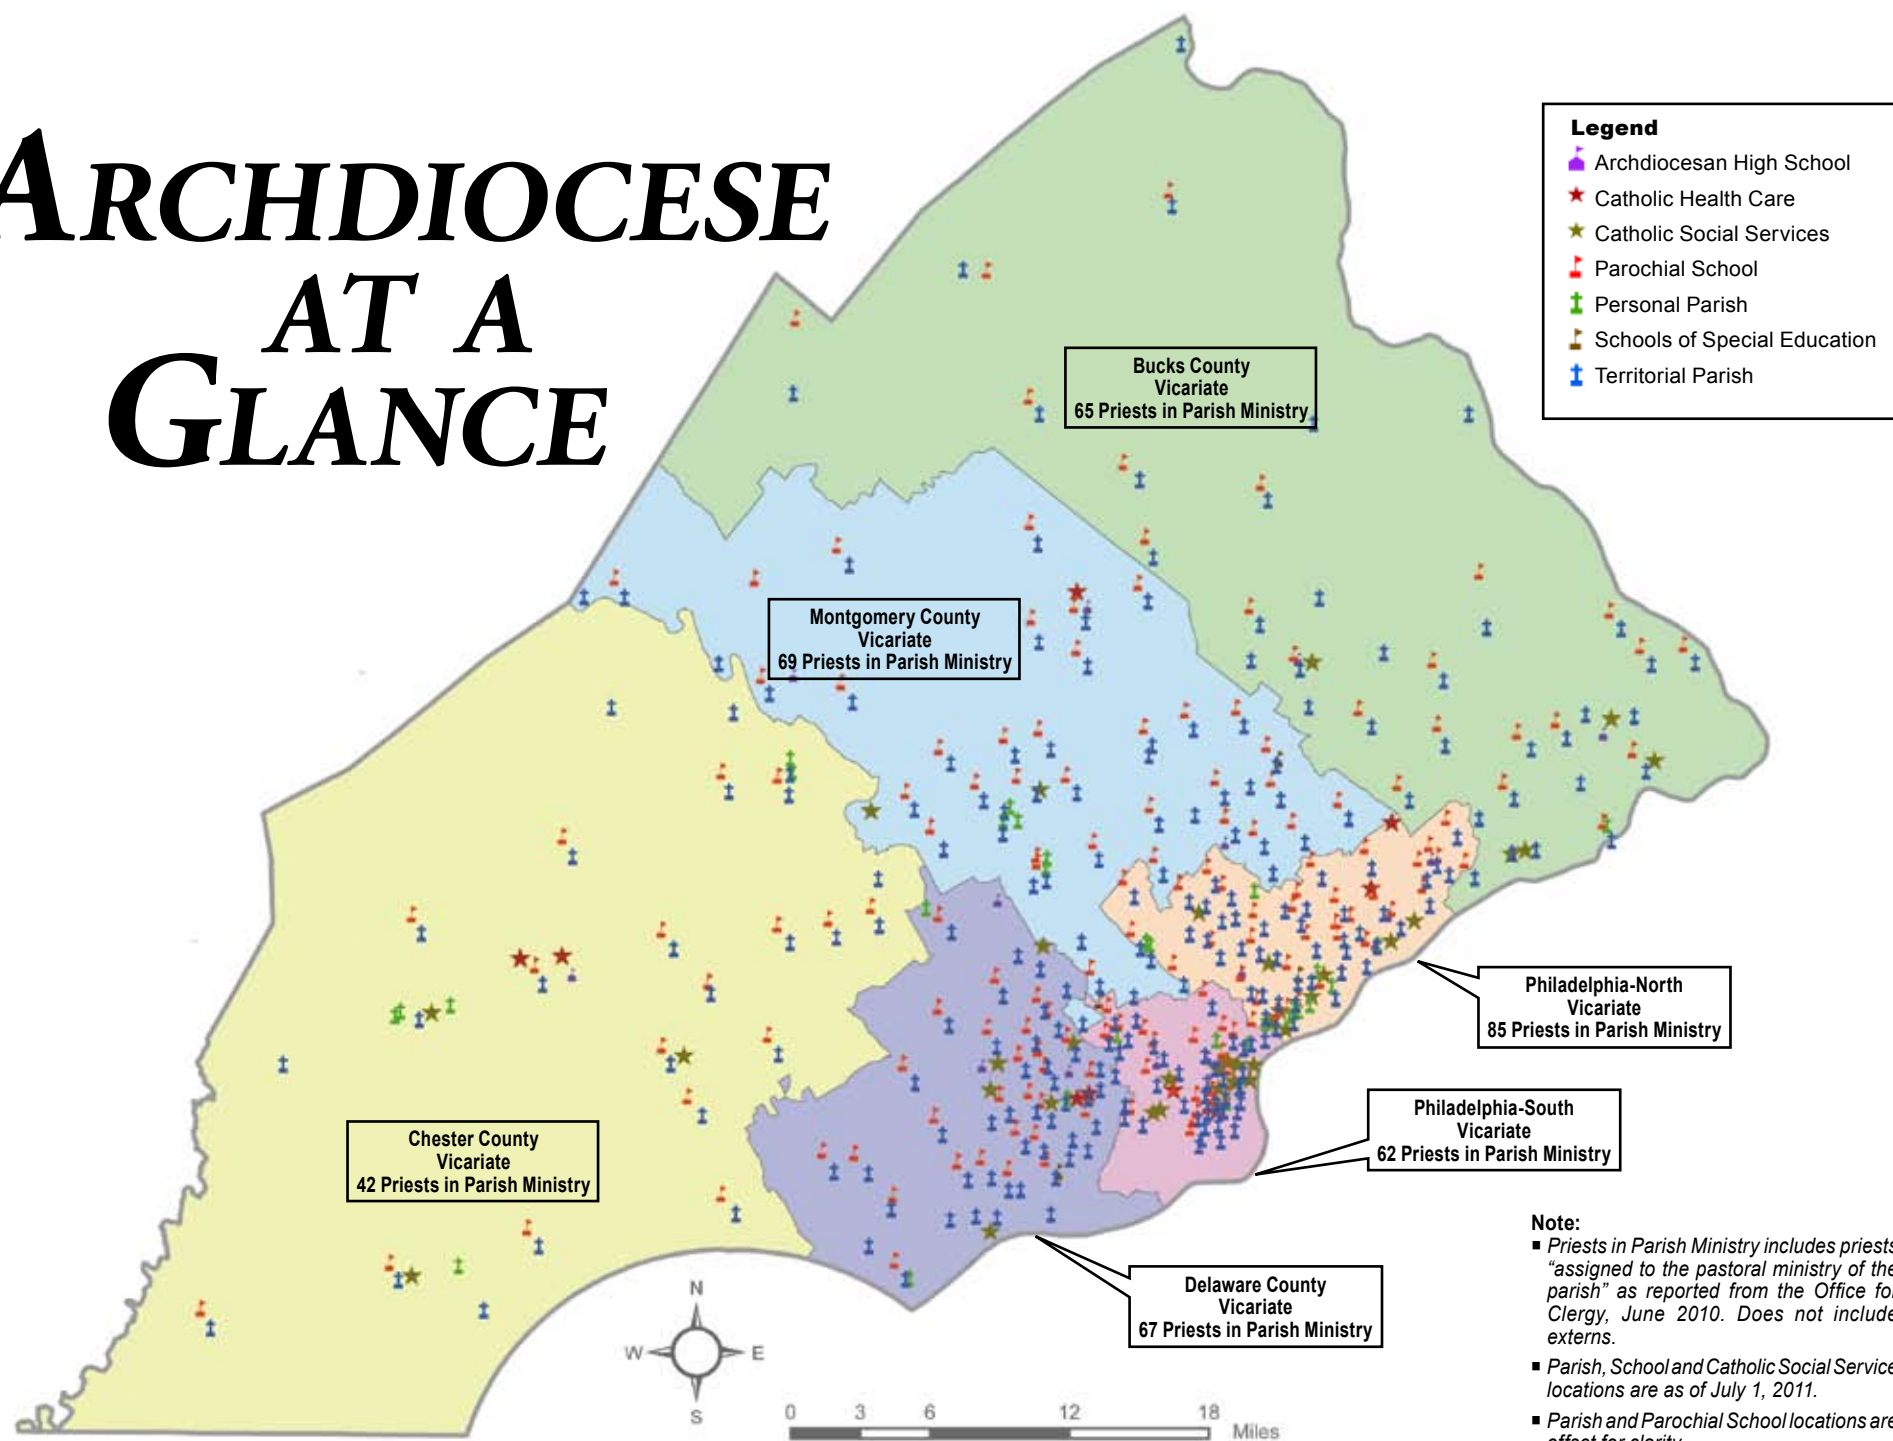 ARCHDIOCESE
AT A
GLANCE
Legend
Archdiocesan High School
Catholic Health Care
Catholic Social Services
Parochial School
Personal Parish
Schools of Special Education
Territorial Parish
Bucks County
Vicariate
65 Priests in Parish Ministry
Montgomery County
Vicariate
69 Priests in Parish Ministry
Philadelphia-North
Vicariate
85 Priests in Parish Ministry
Philadelphia-South
Vicariate
62 Priests in Parish Ministry
Chester County
Vicariate
42 Priests in Parish Ministry
Delaware County
Vicariate
67 Priests in Parish Ministry
N
W E
S
0 3 6 12 18
Miles
Note:
■ Priests in Parish Ministry includes priests
"assigned to the pastoral ministry of the
parish" as reported from the Office for
Clergy, June 2010. Does not include
externs.
■ Parish, School and Catholic Social Service
locations are as of July 1, 2011.
■ Parish and Parochial School locations are
offset for clarity